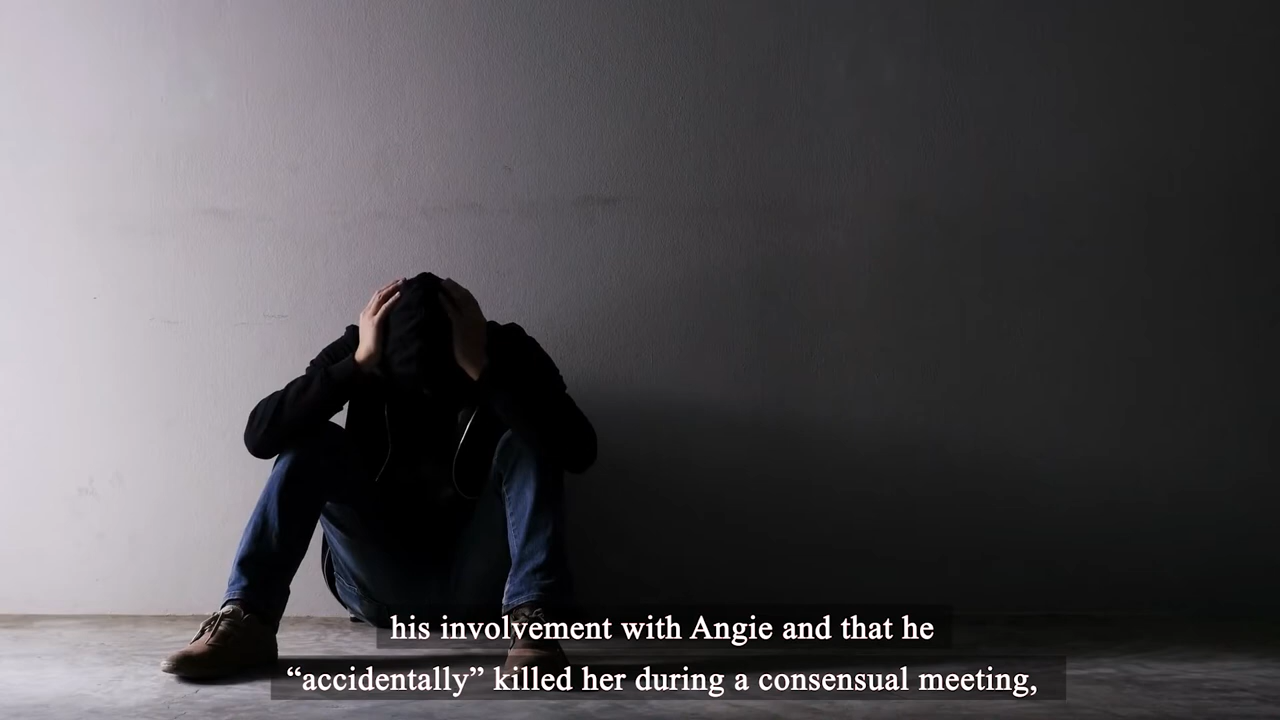 his involvement with Angie and that he
“accidentally” killed her during a consensual meeting,